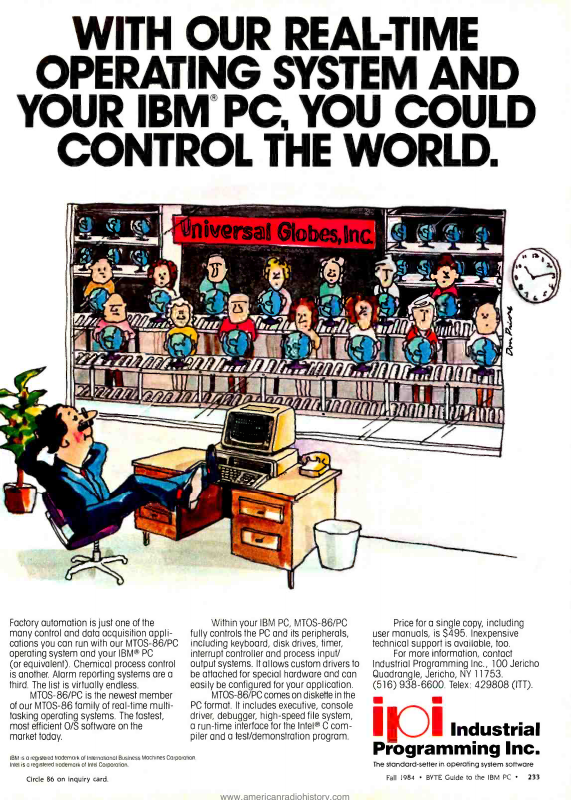 WITH OUR REAL-TIME
OPERATING SYSTEM AND
YOUR IBM® PC, YOU COULD
CONTROL THE WORLD.
Universal Globes, Inc.
Don Priore
Factory automation is just one of the
many control and data acquisition appli-
cations you can run with our MTOS-86/PC
operating system and your IBM® PC
(or equivalent). Chemical process control
is another. Alarm reporting systems are a
third. The list is virtually endless.
MTOS-86/PC is the newest member
of our MTOS-86 family of real-time multi-
tasking operating systems. The fastest,
most efficient O/S software on the
market today.
IBM is a registered trademark of International Business Machines Corporation
Intel is a registered trademark of Intel Corporation.
Within your IBM PC, MTOS-86/PC
fully controls the PC and its peripherals,
including keyboard, disk drives, timer,
interrupt controller and process input/
output systems. It allows custom drivers to
be attached for special hardware and can
easily be configured for your application.
MTOS-86/PC comes on diskette in the
PC format. It includes executive, console
driver, debugger, high-speed file system,
a run-time interface for the Intel® C com-
piler and a test/demonstration program.
Price for a single copy, including
user manuals, is $495. Inexpensive
technical support is available, too.
For more information, contact
Industrial Programming Inc., 100 Jericho
Quadrangle, Jericho, NY 11753.
(516) 938-6600. Telex: 429808 (ITT).
ipi Industrial
Programming Inc.
The standard-setter in operating system software
Circle 86 on inquiry card.
Fall 1984 • BYTE Guide to the IBM PC • 233
www.americanradiohistory.com